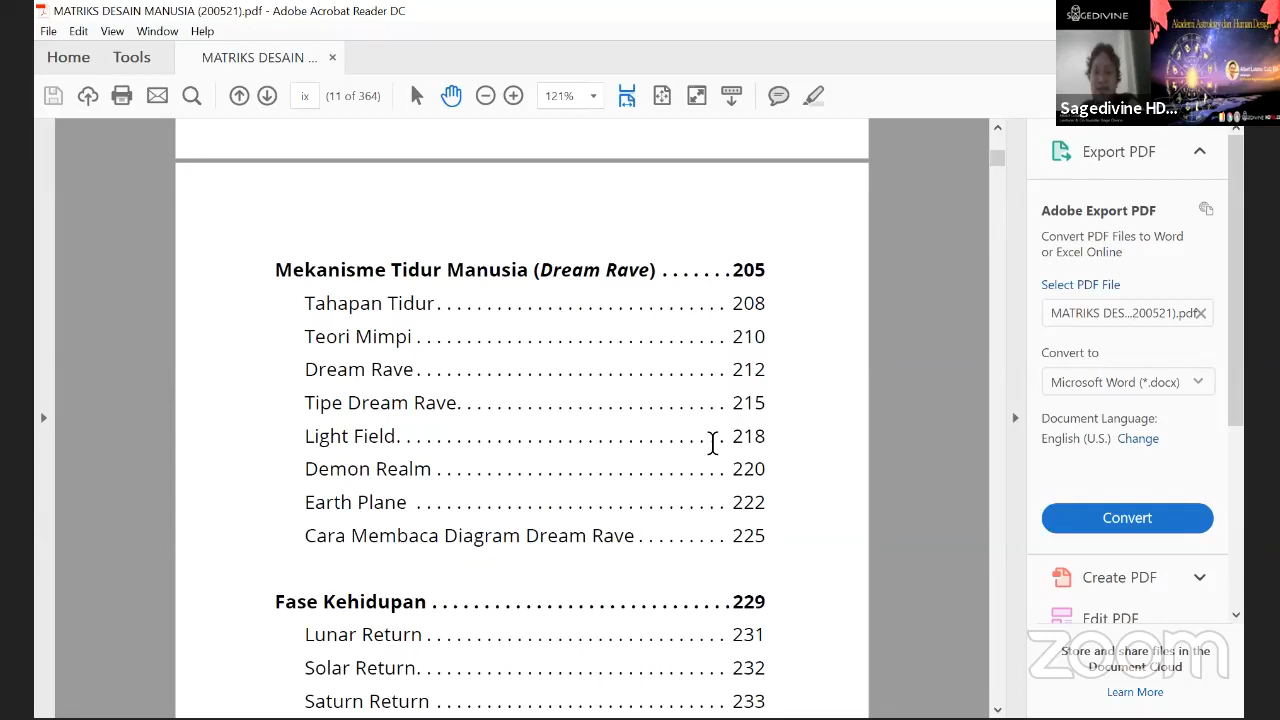 MATRIKS DESAIN MANUSIA (200521).pdf - Adobe Acrobat Reader DC
File Edit View Window Help
Home Tools MATRIKS DESAIN ... ×
ix (11 of 364) 121%
SAGEDIVINE
Akademi Astrology dan Human Design
Sagedivine HD...
Mekanisme Tidur Manusia (Dream Rave) . . . . . . . 205
Tahapan Tidur . . . . . . . . . . . . . . . . . . . . . . . . . . . 208
Teori Mimpi . . . . . . . . . . . . . . . . . . . . . . . . . . . . . 210
Dream Rave . . . . . . . . . . . . . . . . . . . . . . . . . . . . . 212
Tipe Dream Rave. . . . . . . . . . . . . . . . . . . . . . . . . 215
Light Field. . . . . . . . . . . . . . . . . . . . . . . . . . . . . . . 218
Demon Realm . . . . . . . . . . . . . . . . . . . . . . . . . . . 220
Earth Plane . . . . . . . . . . . . . . . . . . . . . . . . . . . . . 222
Cara Membaca Diagram Dream Rave . . . . . . . . . 225
Fase Kehidupan . . . . . . . . . . . . . . . . . . . . . . . . . . . . . 229
Lunar Return . . . . . . . . . . . . . . . . . . . . . . . . . . . . 231
Solar Return. . . . . . . . . . . . . . . . . . . . . . . . . . . . . 232
Saturn Return . . . . . . . . . . . . . . . . . . . . . . . . . . . 233
Export PDF
Adobe Export PDF
Convert PDF Files to Word
or Excel Online
Select PDF File
MATRIKS DES...200521).pdf
Convert to
Microsoft Word (*.docx)
Document Language:
English (U.S.) Change
Convert
Create PDF
Edit PDF
Store and share files in the
Document Cloud
Learn More
zoom